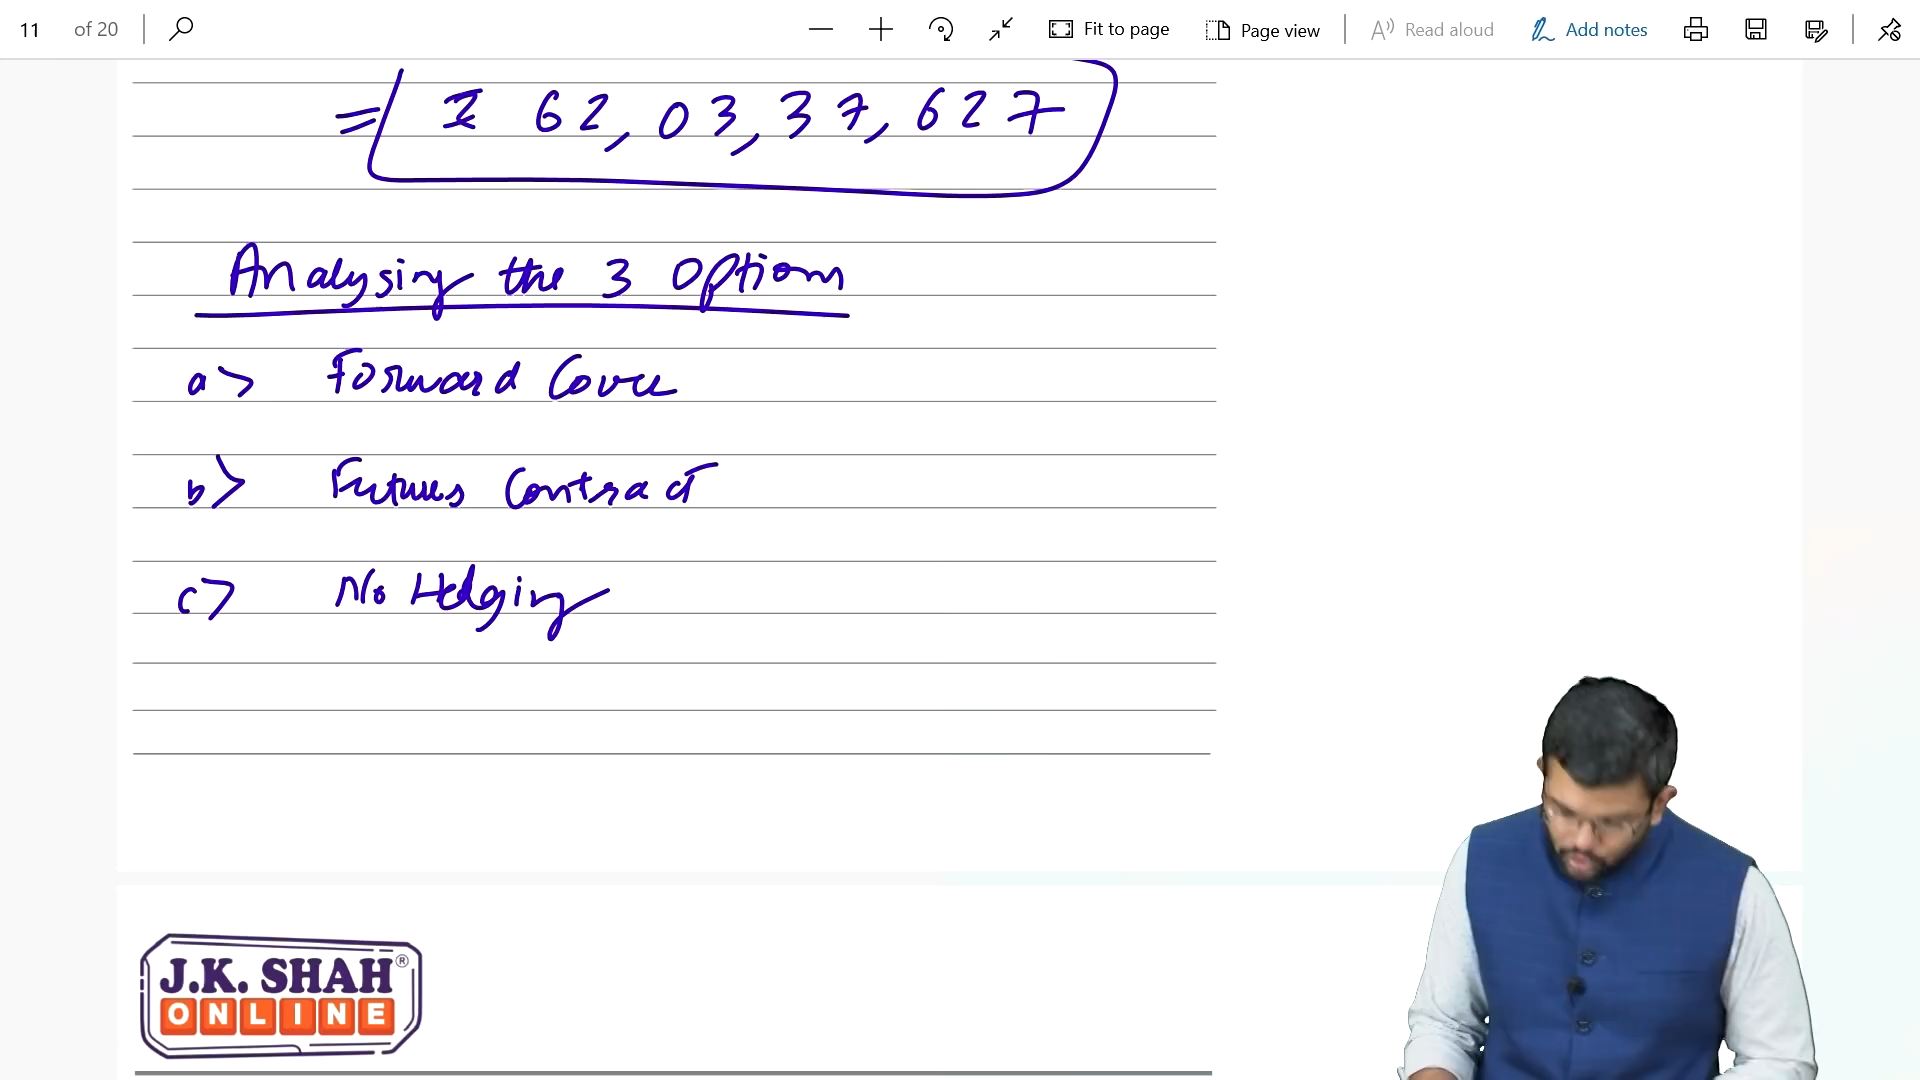 11 of 20 Fit to page Page view Read aloud Add notes
= ₹ 62,03,37,627
Analysing the 3 Options
a> Forward Cover
b> Futures Contract
c> No Hedging
J.K. SHAH®
ONLINE